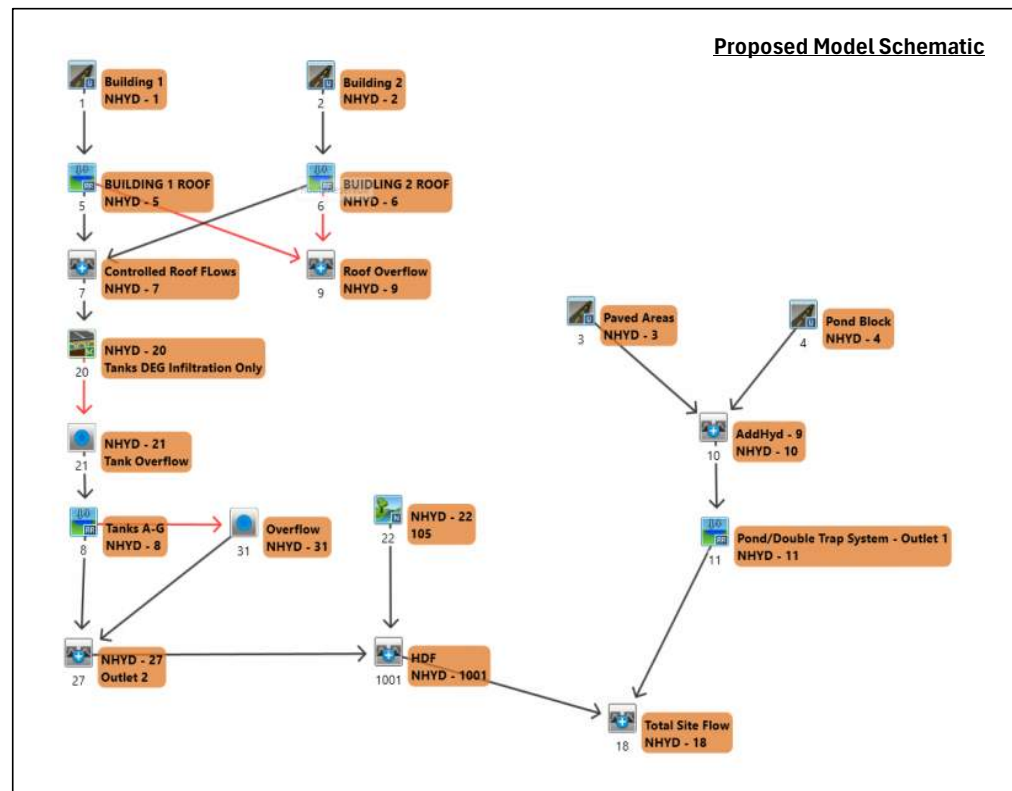 Proposed Model Schematic
Building 1
NHYD - 1
1
Building 2
NHYD - 2
2
BUILDING 1 ROOF
NHYD - 5
5
BUIDLING 2 ROOF
NHYD - 6
6
Controlled Roof FLows
NHYD - 7
7
Roof Overflow
NHYD - 9
9
Paved Areas
NHYD - 3
3
Pond Block
NHYD - 4
4
NHYD - 20
Tanks DEG Infiltration Only
20
AddHyd - 9
NHYD - 10
10
NHYD - 21
Tank Overflow
21
Tanks A-G
NHYD - 8
8
Overflow
NHYD - 31
31
NHYD - 22
105
22
Pond/Double Trap System - Outlet 1
NHYD - 11
11
NHYD - 27
Outlet 2
27
HDF
NHYD - 1001
1001
Total Site Flow
NHYD - 18
18